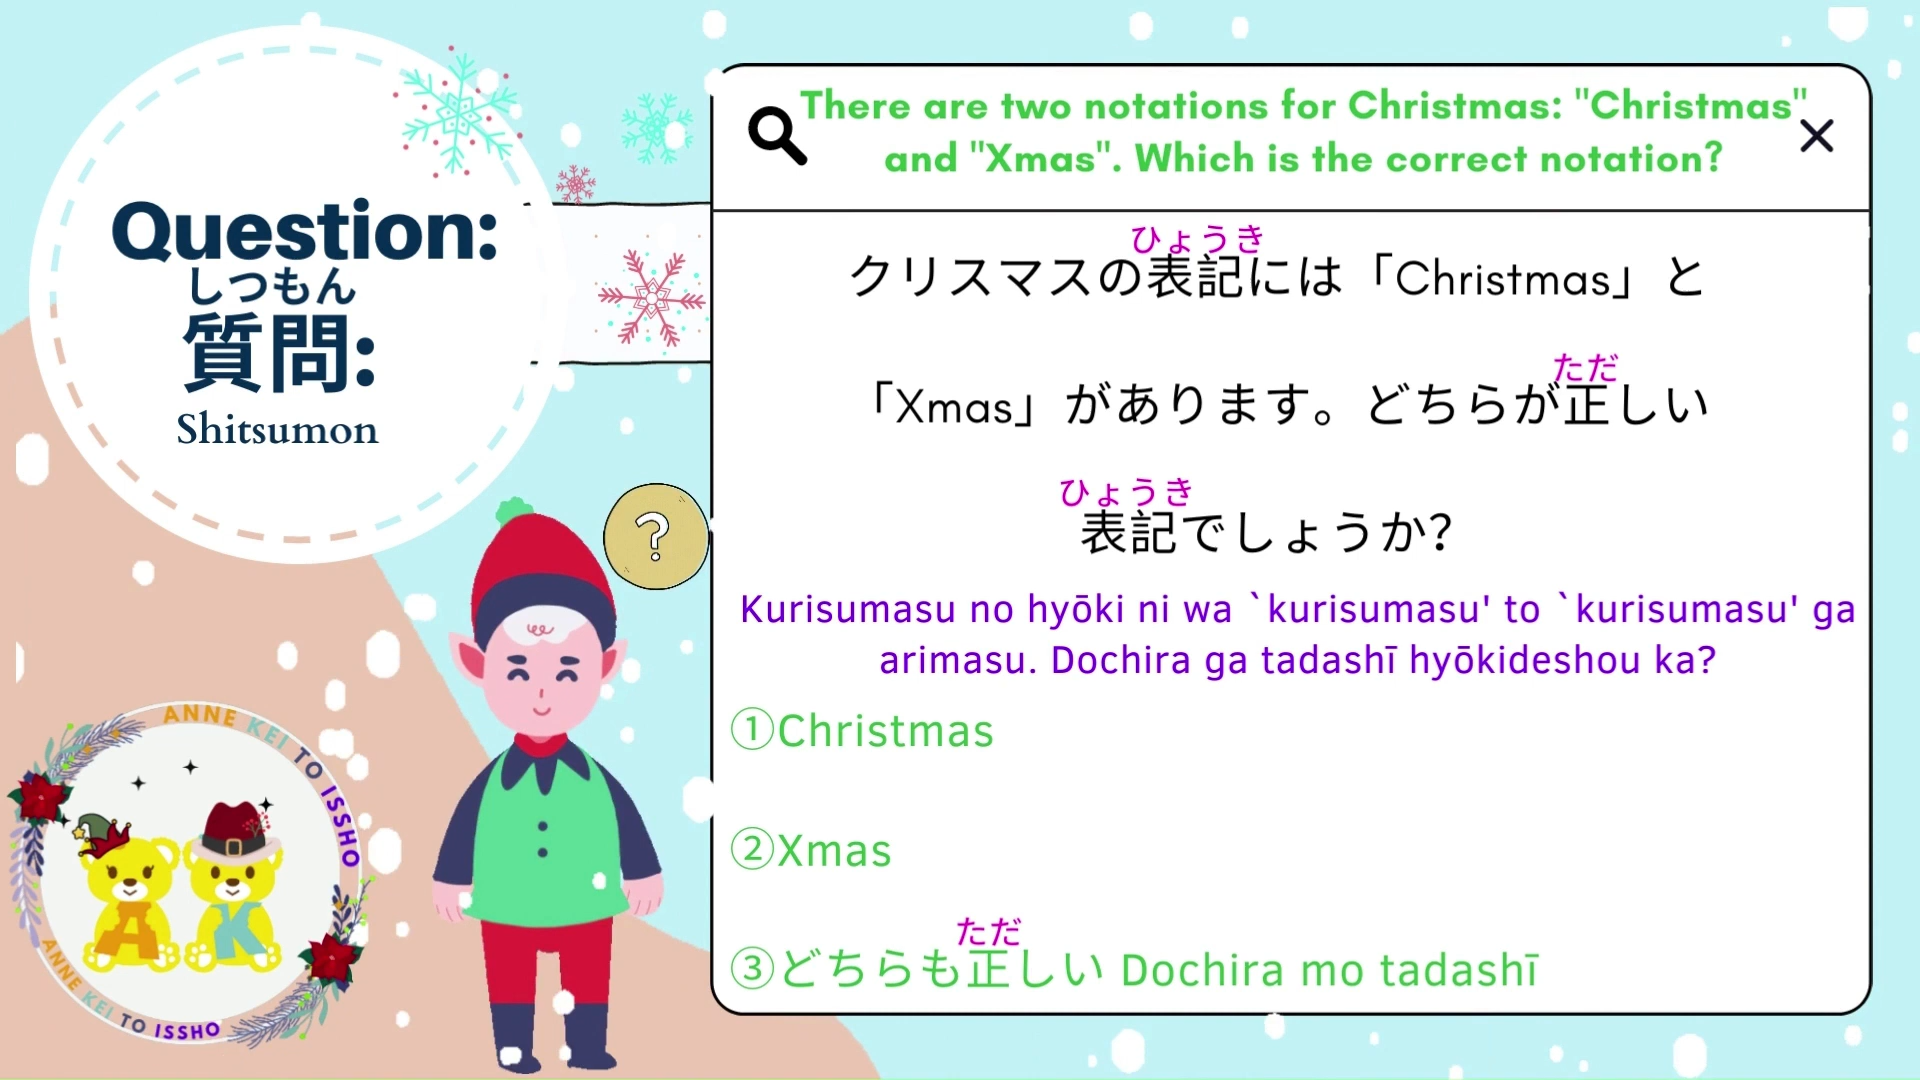 Question:
しつもん
質問:
Shitsumon
There are two notations for Christmas: "Christmas"
and "Xmas". Which is the correct notation?
ひょうき
クリスマスの表記には「Christmas」と
ただ
「Xmas」があります。どちらが正しい
ひょうき
表記でしょうか?
Kurisumasu no hyōki ni wa `kurisumasu' to `kurisumasu' ga
arimasu. Dochira ga tadashī hyōkideshou ka?
①Christmas
②Xmas
ただ
③どちらも正しい Dochira mo tadashī
?
ANNE KEI TO ISSHO
A K
ANNE KEI TO ISSHO